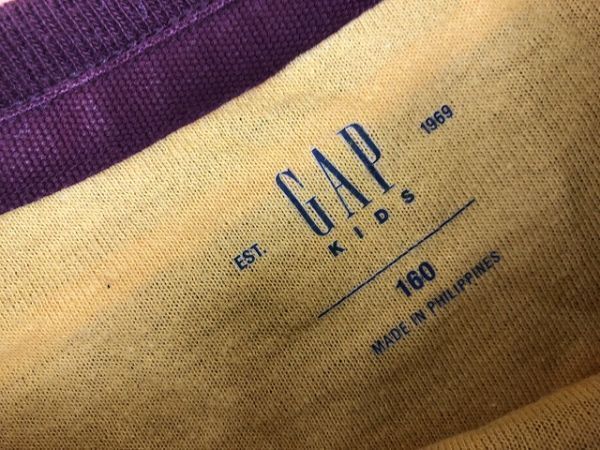 GAP
KIDS
EST. 1969
160
MADE IN PHILIPPINES